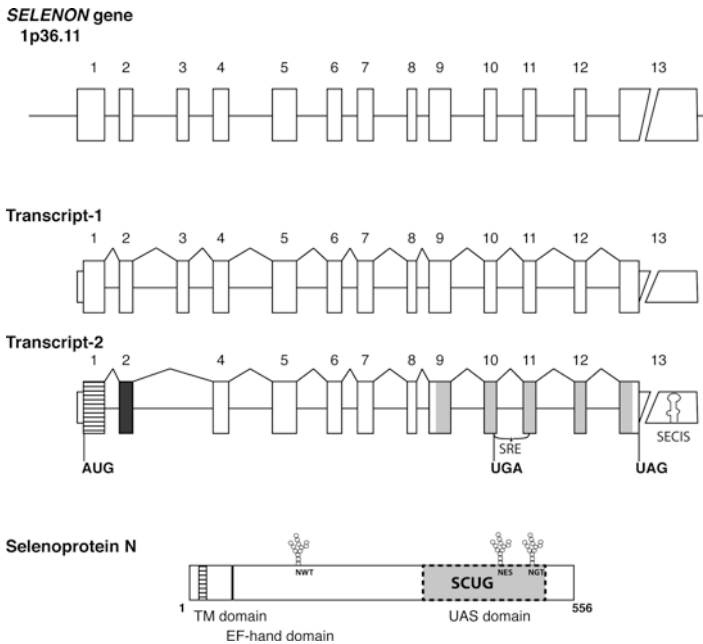 SELENON gene
1p36.11
1 2 3 4 5 6 7 8 9 10 11 12 13
Transcript-1
1 2 3 4 5 6 7 8 9 10 11 12 13
Transcript-2
1 2 4 5 6 7 8 9 10 11 12 13
SECIS
SRE
AUG UGA UAG
Selenoprotein N
NWT NES NGT
SCUG
1 556
TM domain UAS domain
EF-hand domain